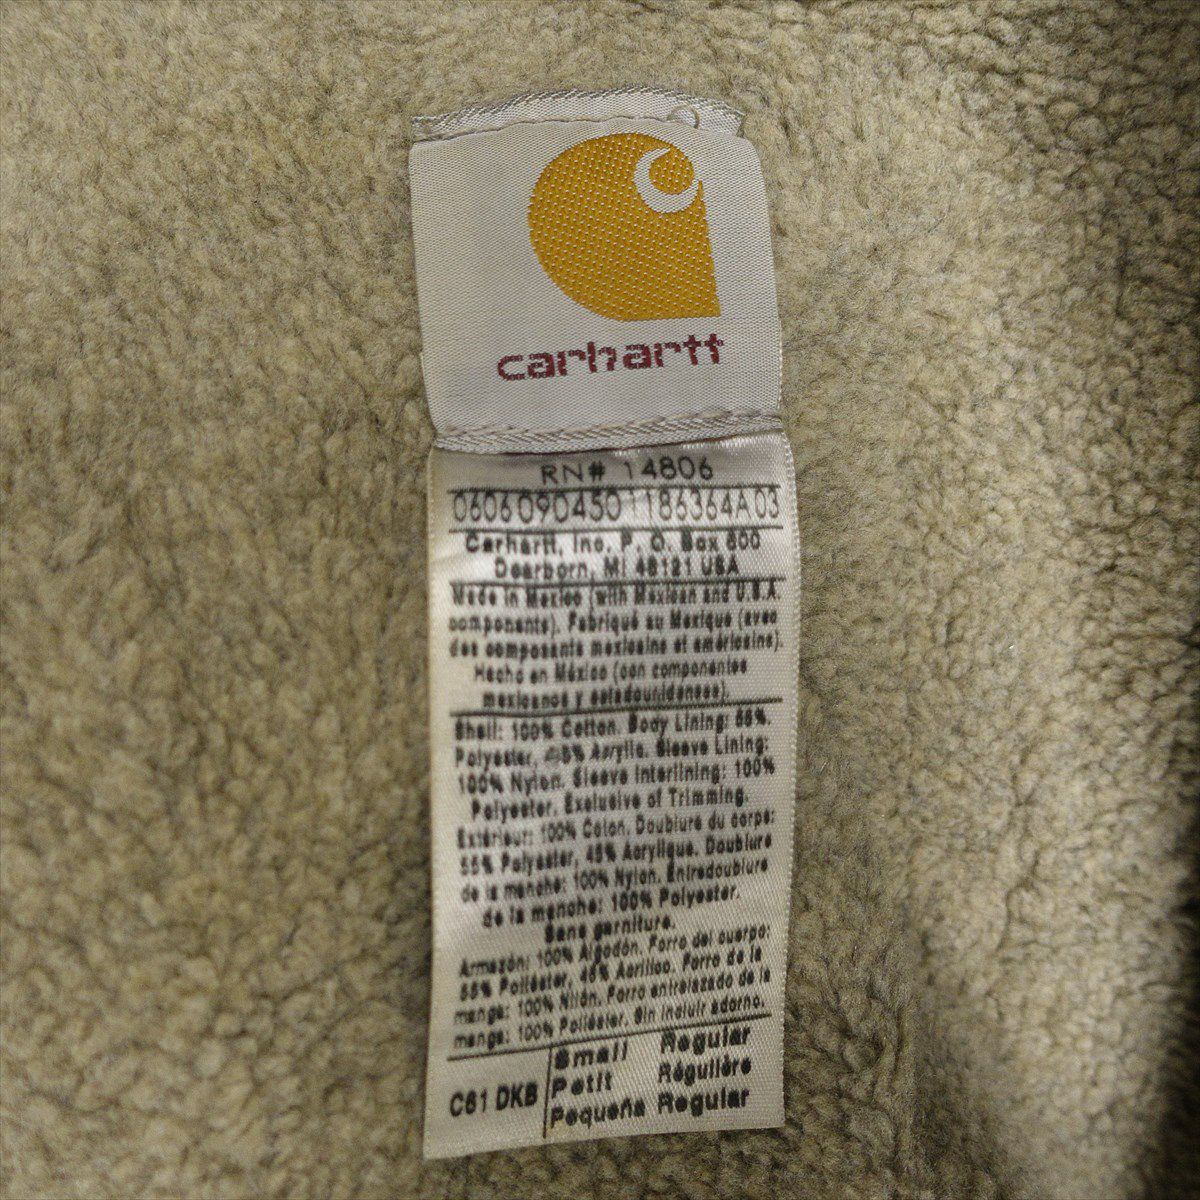 carhartt
RN# 14806
0606090450 1186364A03
Carhartt, Inc. P. O. Box 600
Dearborn, MI 48121 USA
Made in Mexico (with Mexican and U.S.A.
components). Fabriqué au Mexique (avec
des composants mexicains et américains).
Hecho en México (con componentes
mexicanos y estadounidenses).
Shell: 100% Cotton. Body Lining: 55%.
Polyester, 45% Acrylic. Sleeve Lining:
100% Nylon. Sleeve Interlining: 100%
Polyester. Exclusive of Trimming.
Extérieur: 100% Coton. Doublure du corps:
55% Polyester, 45% Acrylique. Doublure
de la manche: 100% Nylon. Entredoublure
de la manche: 100% Polyester.
Sans garniture.
Armazón: 100% Algodón. Forro del cuerpo:
55% Poliéster, 45% Acrílico. Forro de la
manga: 100% Nilón. Forro entrelazado de la
manga: 100% Poliéster. Sin incluir adorno.
C61 DKB Small Regular
Petit Régulière
Pequeña Regular